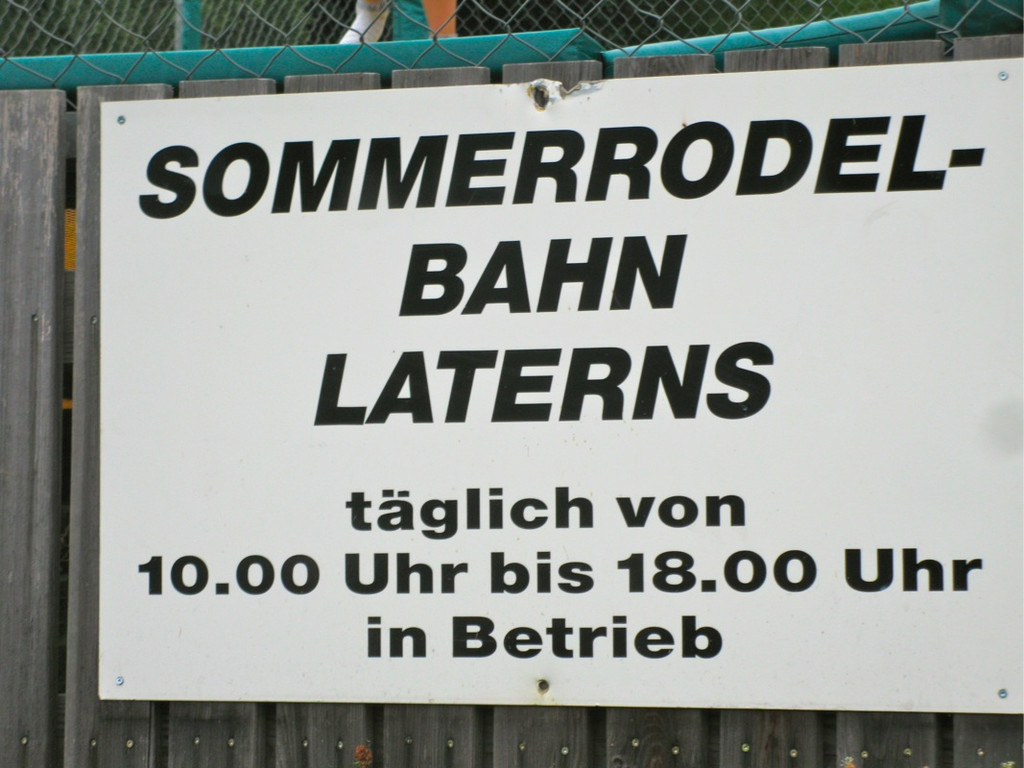 SOMMERRODEL-
BAHN
LATERNS
täglich von
10.00 Uhr bis 18.00 Uhr
in Betrieb